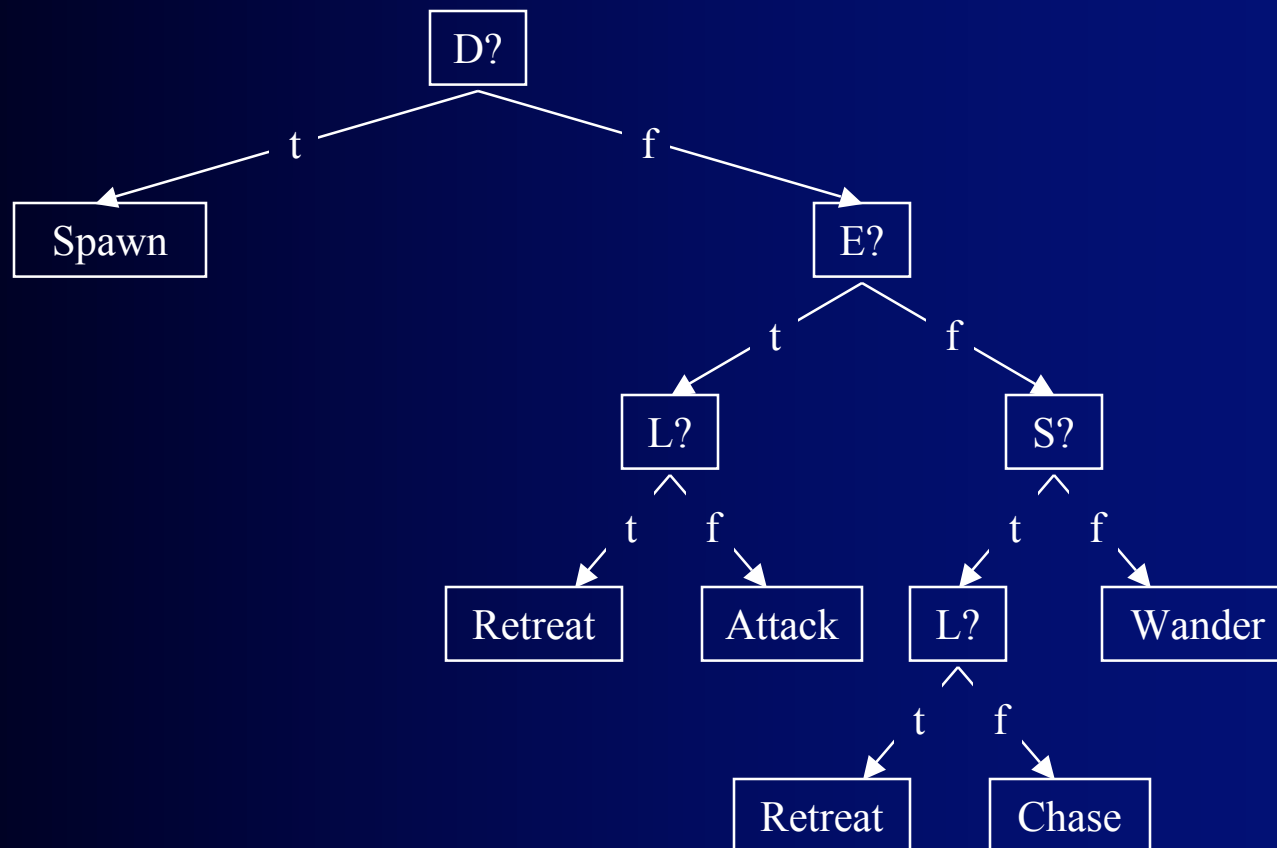 D?
t f
Spawn E?
t f
L? S?
t f t f
Retreat Attack L? Wander
t f
Retreat Chase